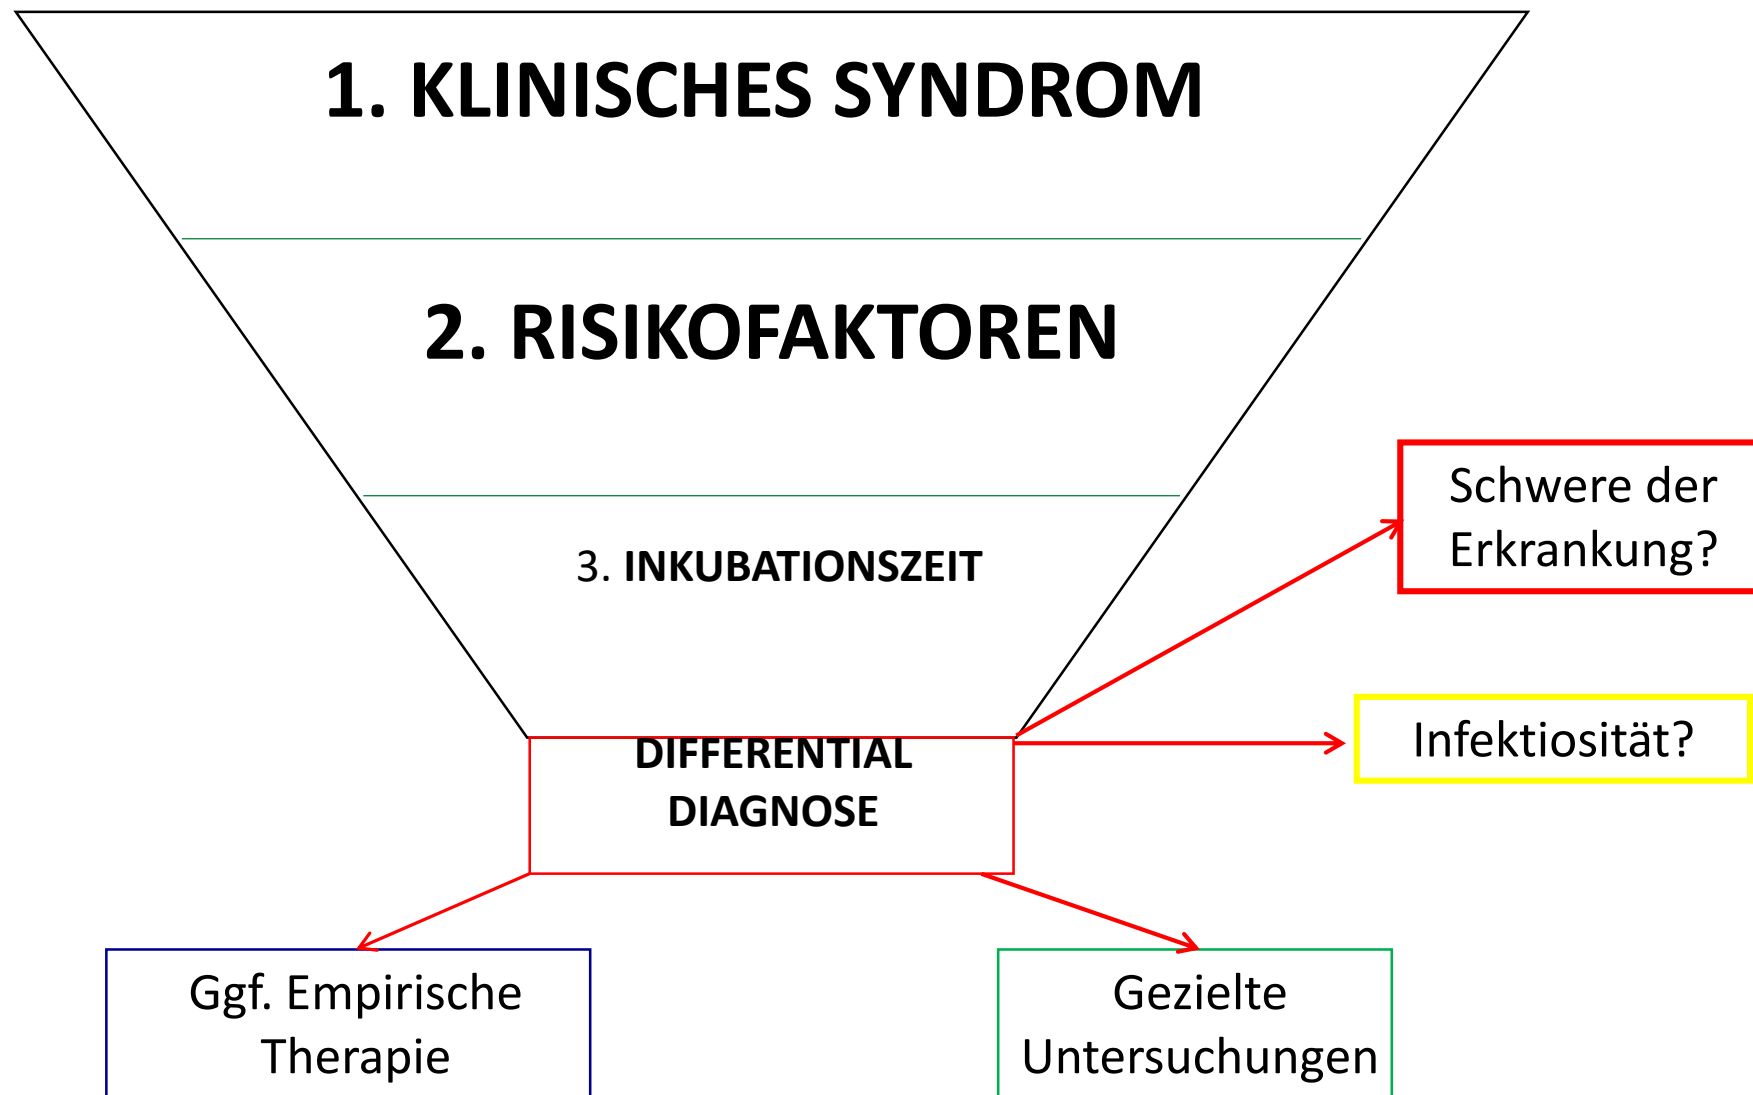 1. KLINISCHES SYNDROM
2. RISIKOFAKTOREN
3. INKUBATIONSZEIT
Schwere der
Erkrankung?
Infektiosität?
DIFFERENTIAL
DIAGNOSE
Ggf. Empirische
Therapie
Gezielte
Untersuchungen